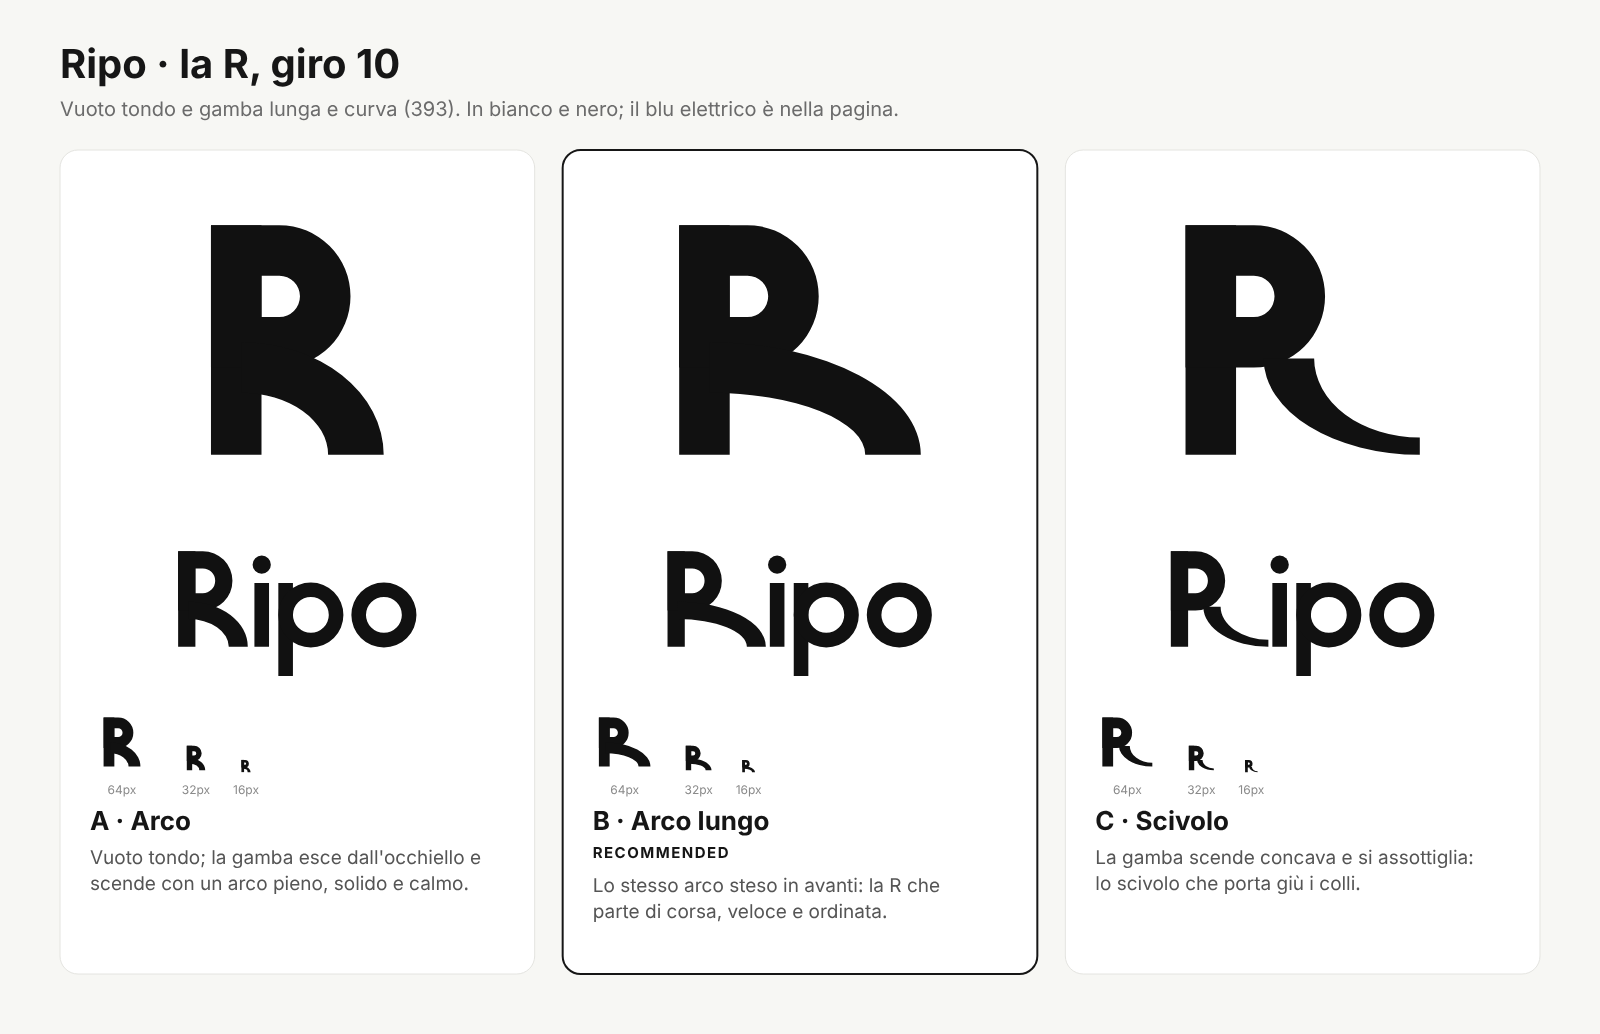 Ripo · la R, giro 10
Vuoto tondo e gamba lunga e curva (393). In bianco e nero; il blu elettrico è nella pagina.
R
Ripo
R R R
64px 32px 16px
A · Arco
Vuoto tondo; la gamba esce dall'occhiello e
scende con un arco pieno, solido e calmo.
R
Ripo
R R R
64px 32px 16px
B · Arco lungo
RECOMMENDED
Lo stesso arco steso in avanti: la R che
parte di corsa, veloce e ordinata.
R
Ripo
R R R
64px 32px 16px
C · Scivolo
La gamba scende concava e si assottiglia:
lo scivolo che porta giù i colli.